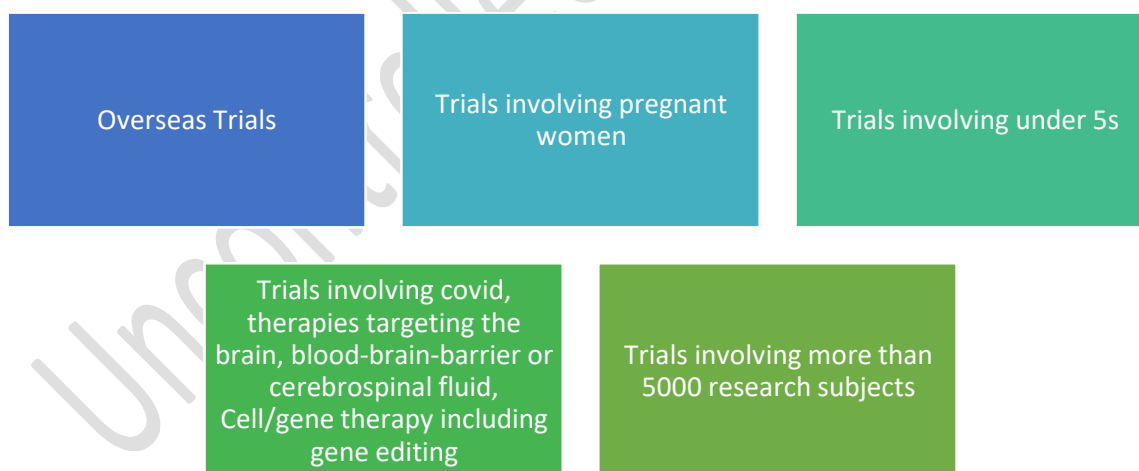 Overseas Trials
Trials involving pregnant
women
Trials involving under 5s
Trials involving covid,
therapies targeting the
brain, blood-brain-barrier or
cerebrospinal fluid,
Cell/gene therapy including
gene editing
Trials involving more than
5000 research subjects